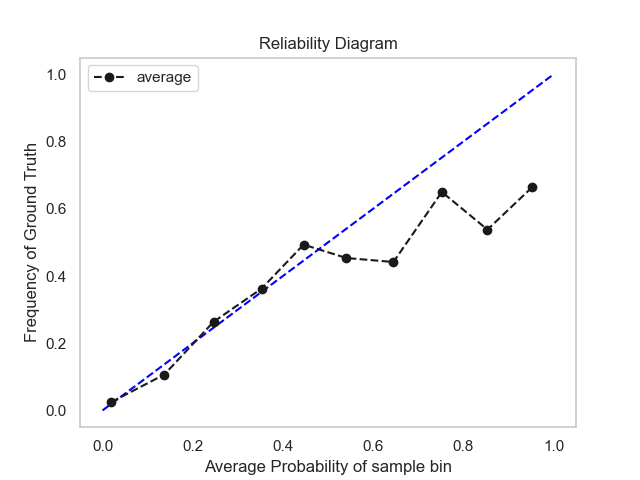 Reliability Diagram
average
Frequency of Ground Truth
1.0
0.8
0.6
0.4
0.2
0.0
0.0 0.2 0.4 0.6 0.8 1.0
Average Probability of sample bin